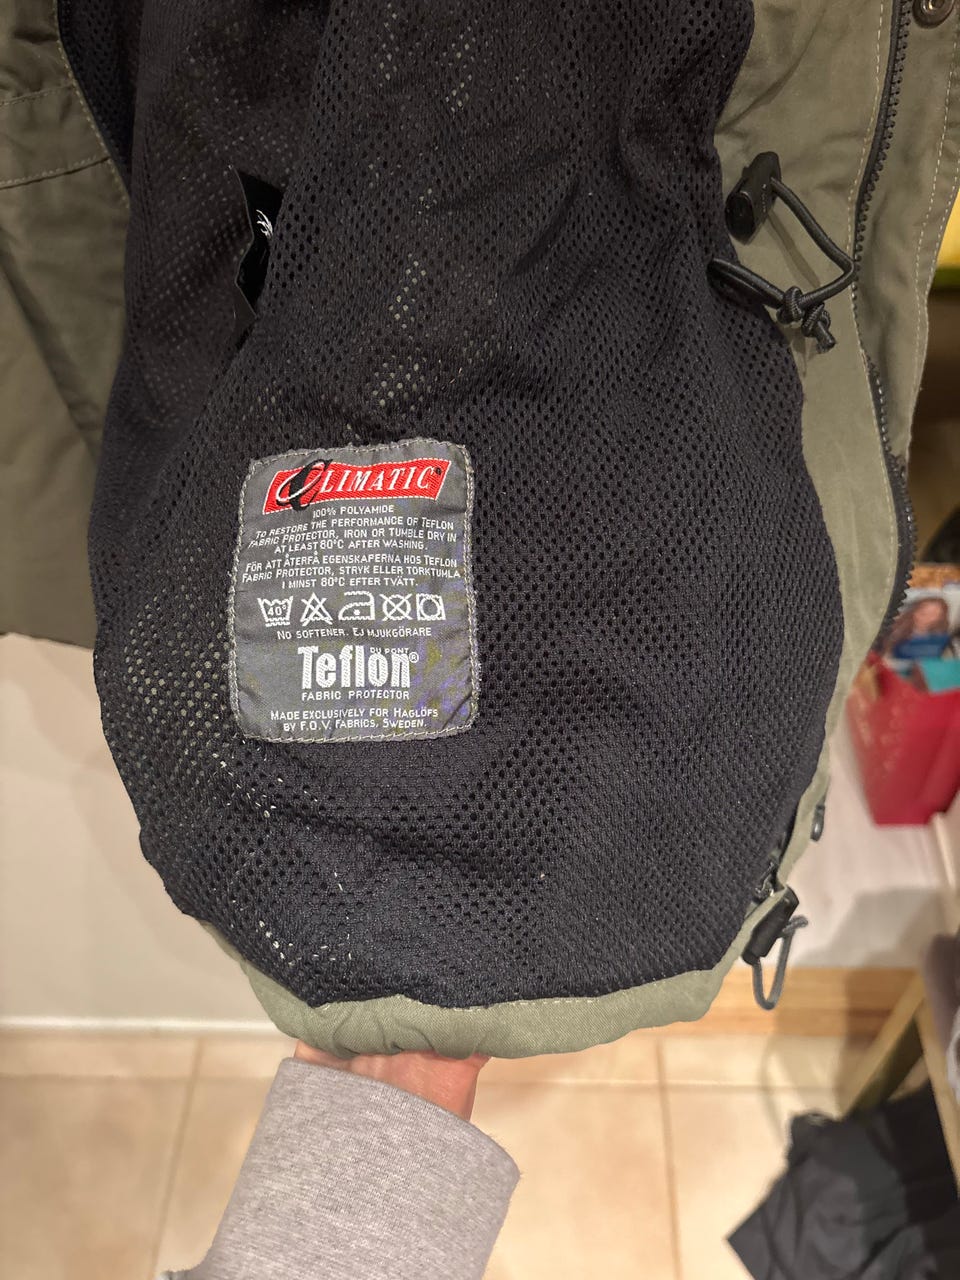 CLIMATIC®
100% POLYAMIDE
TO RESTORE THE PERFORMANCE OF TEFLON
FABRIC PROTECTOR, IRON OR TUMBLE DRY IN
AT LEAST 80°C AFTER WASHING.
FÖR ATT ÅTERFÅ EGENSKAPERNA HOS TEFLON
FABRIC PROTECTOR, STRYK ELLER TORKTUMLA
I MINST 80°C EFTER TVÄTT.
40°
NO SOFTENER. EJ MJUKGÖRARE
DU PONT
Teflon®
FABRIC PROTECTOR
MADE EXCLUSIVELY FOR HAGLÖFS
BY F.O.V. FABRICS, SWEDEN.